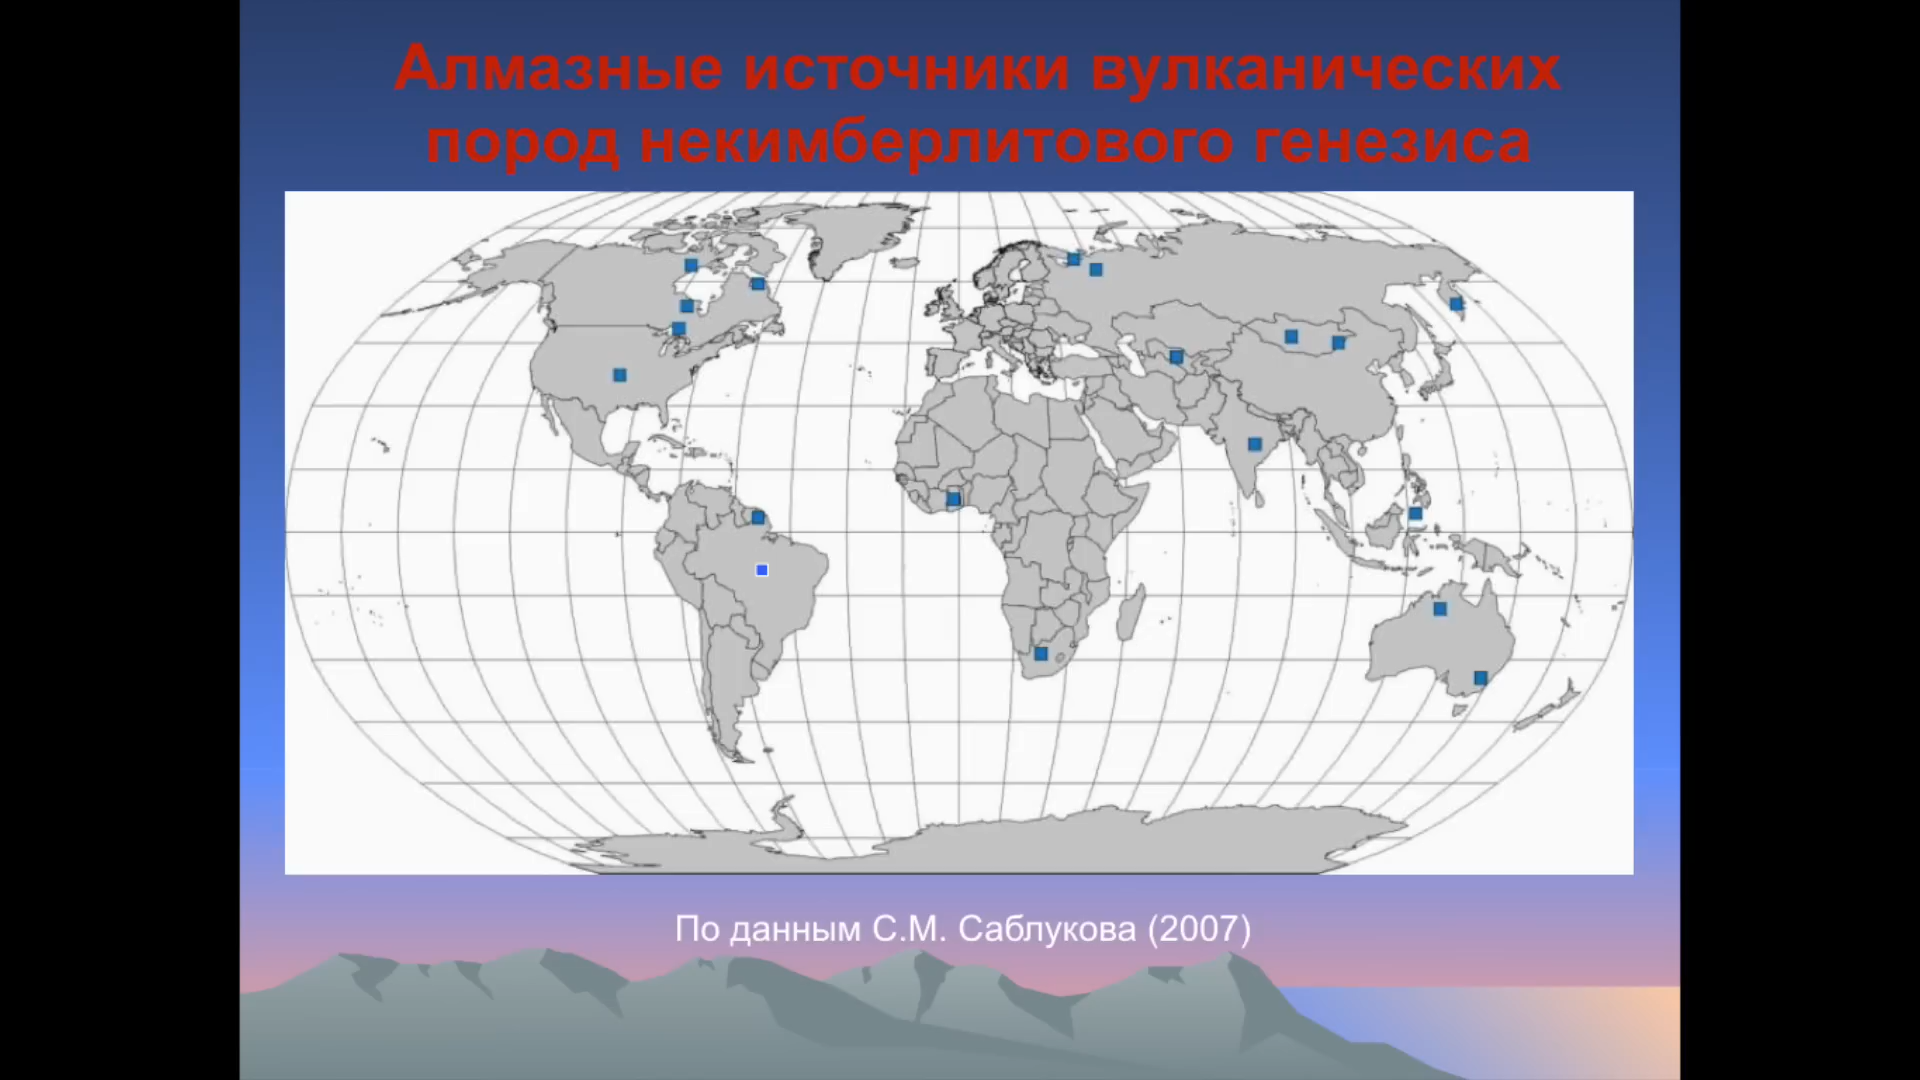 Алмазные источники вулканических
пород некимберлитового генезиса
По данным С.М. Саблукова (2007)